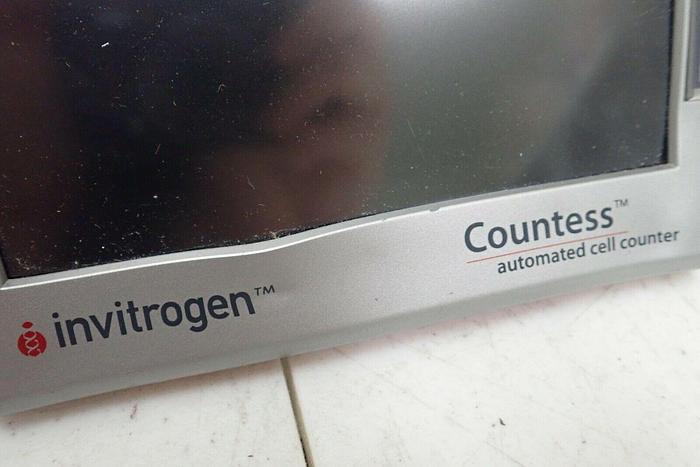 invitrogen™
Countess™
automated cell counter